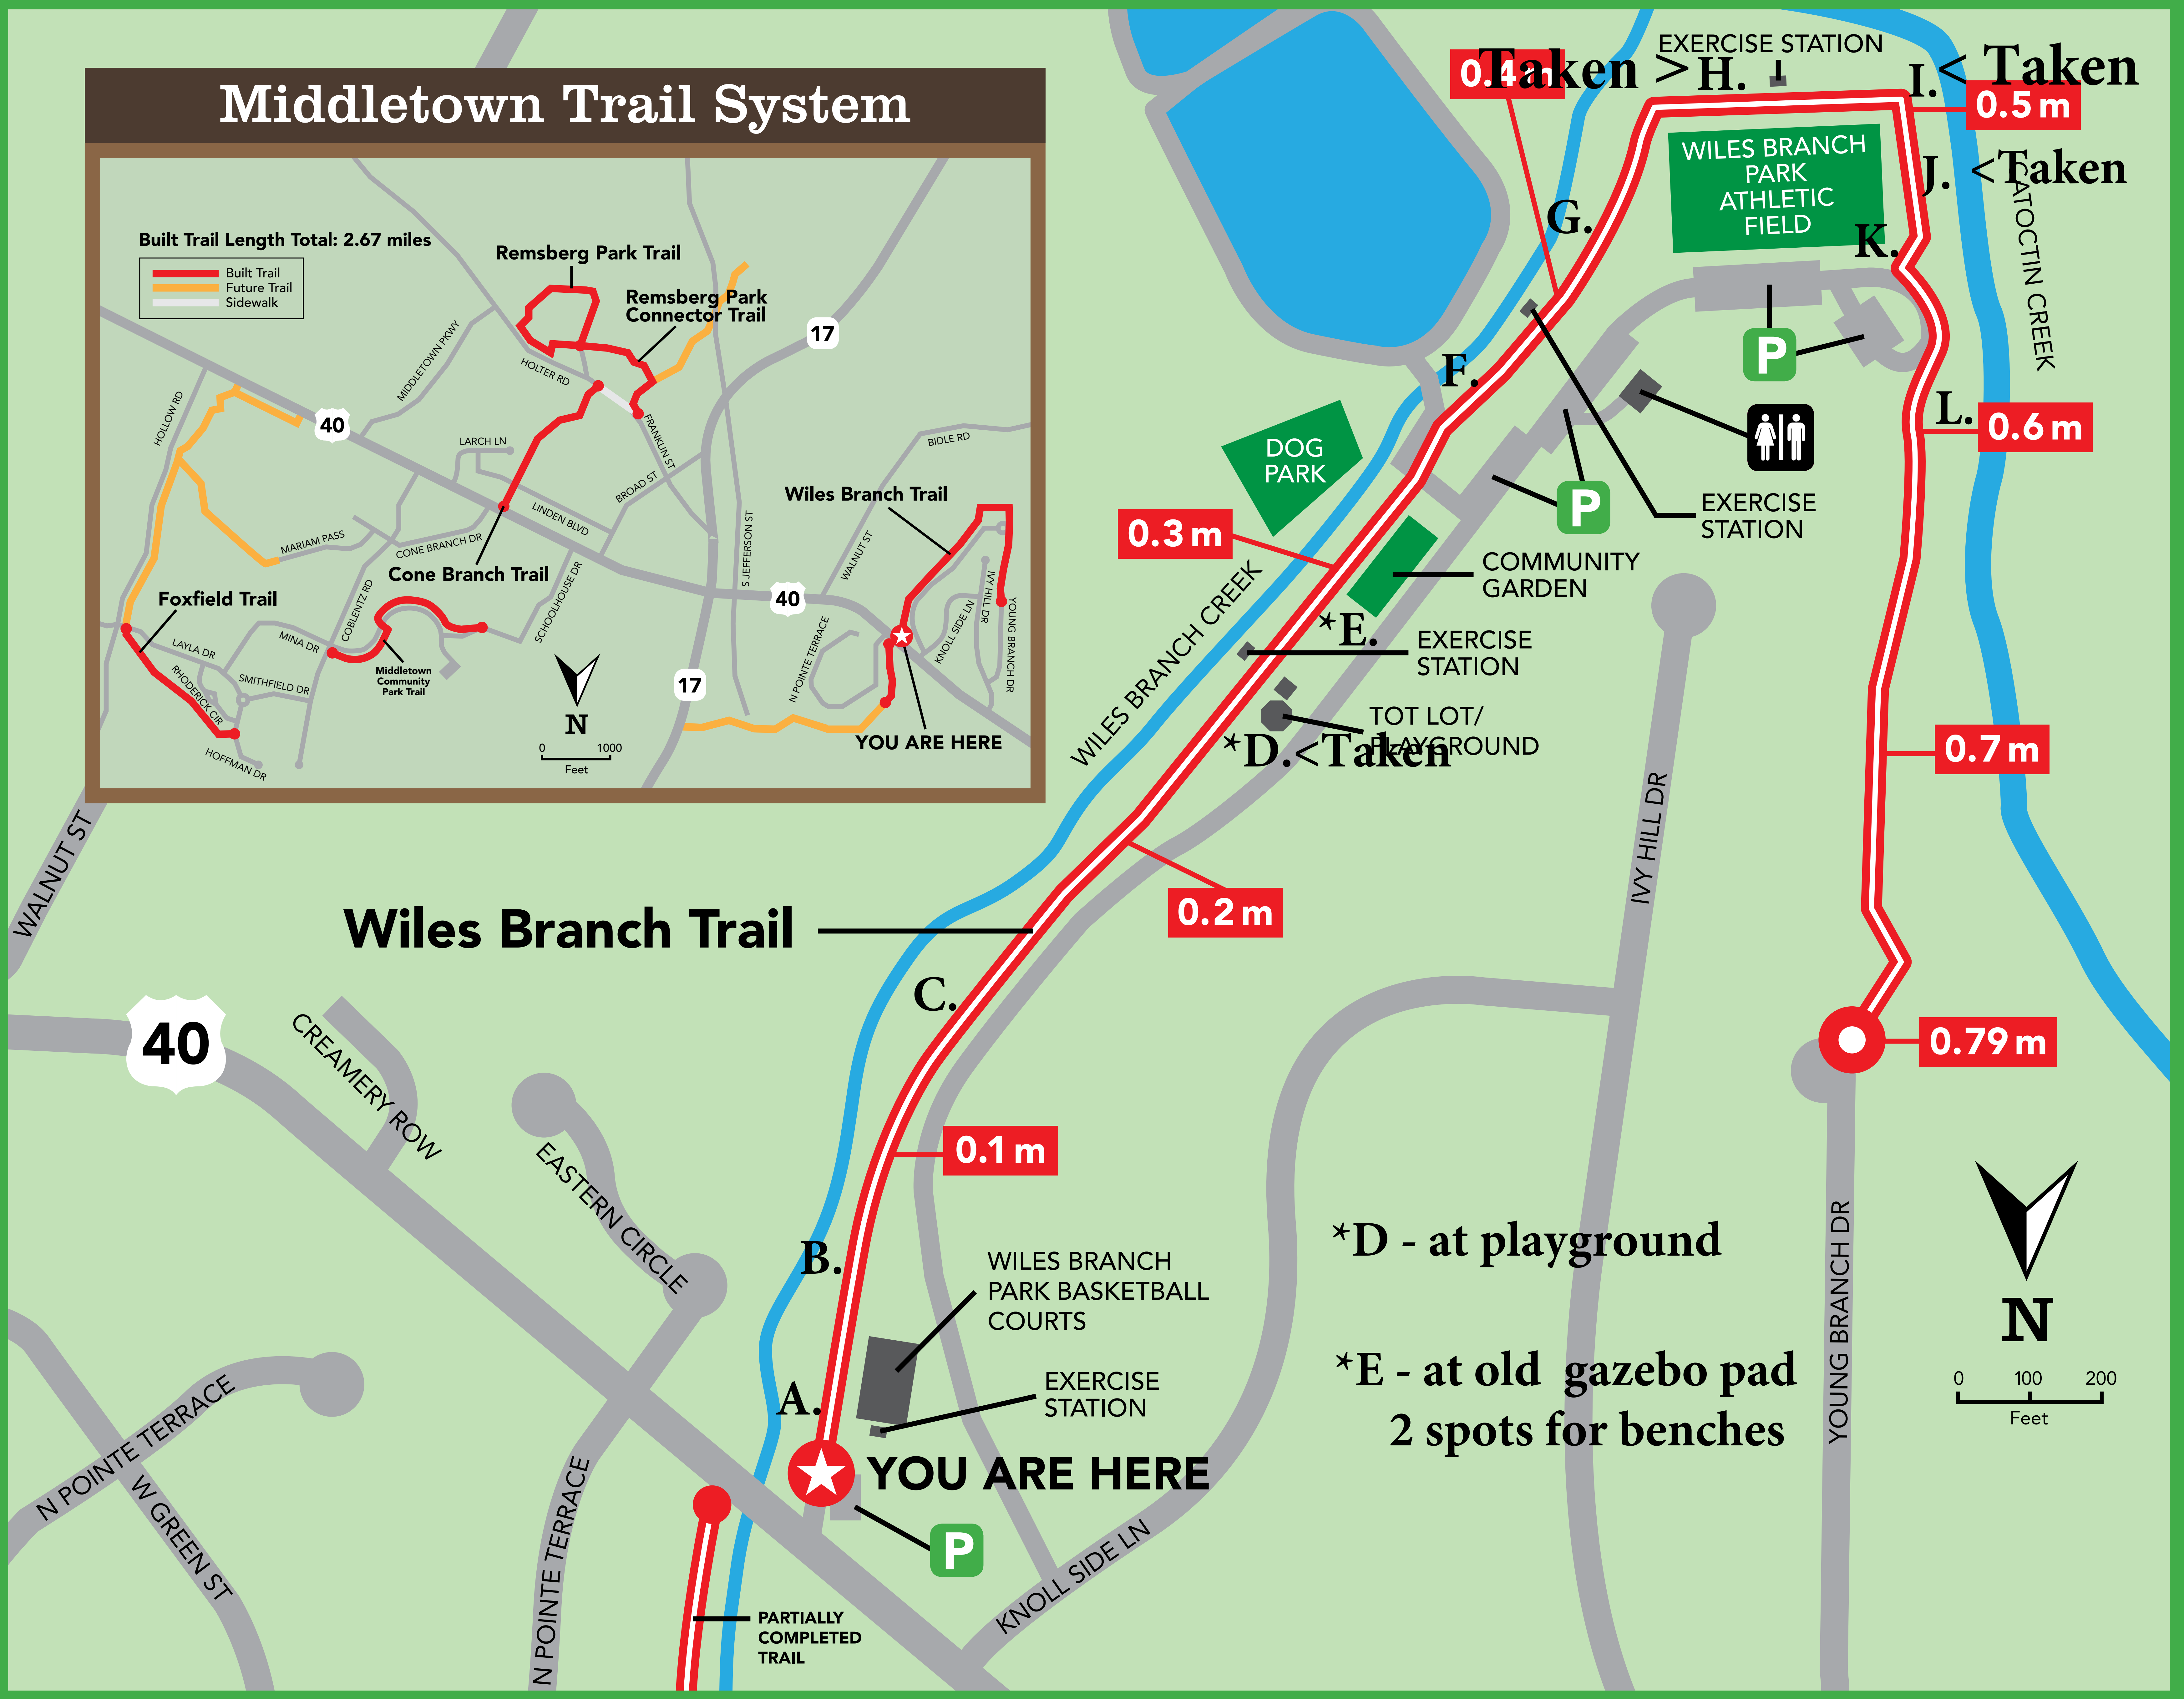 Middletown Trail System
Built Trail Length Total: 2.67 miles
Built Trail
Future Trail
Sidewalk
Remsberg Park Trail
Remsberg Park
Connector Trail
17
MIDDLETOWN PKWY
HOLTER RD
HOLLOW RD
40
FRANKLIN ST
LARCH LN
BROAD ST
BIDLE RD
LINDEN BLVD
Wiles Branch Trail
MARIAM PASS
CONE BRANCH DR
S JEFFERSON ST
WALNUT ST
Cone Branch Trail
40
Foxfield Trail
COBLENTZ RD
SCHOOLHOUSE DR
IVY HILL DR
YOUNG BRANCH DR
KNOLL SIDE LN
N POINTE TERRACE
LAYLA DR
MINA DR
RHODERICK CIR
SMITHFIELD DR
Middletown
Community
Park Trail
17
N
0 1000
Feet
HOFFMAN DR
YOU ARE HERE
EXERCISE STATION
0.4 m
Taken > H.
I. < Taken
0.5 m
WILES BRANCH
PARK
ATHLETIC
FIELD
J. <Taken
CATOCTIN CREEK
G.
K.
P
F.
L.
0.6 m
DOG
PARK
P
EXERCISE
STATION
0.3 m
COMMUNITY
GARDEN
WILES BRANCH CREEK
*E.
EXERCISE
STATION
TOT LOT/
PLAYGROUND
*D.<Taken
0.7 m
IVY HILL DR
WALNUT ST
0.2 m
Wiles Branch Trail
C.
40
CREAMERY ROW
0.79 m
0.1 m
EASTERN CIRCLE
B.
WILES BRANCH
PARK BASKETBALL
COURTS
*D - at playground
YOUNG BRANCH DR
N
0 100 200
Feet
A.
EXERCISE
STATION
*E - at old gazebo pad
2 spots for benches
N POINTE TERRACE
YOU ARE HERE
W GREEN ST
N POINTE TERRACE
P
KNOLL SIDE LN
PARTIALLY
COMPLETED
TRAIL